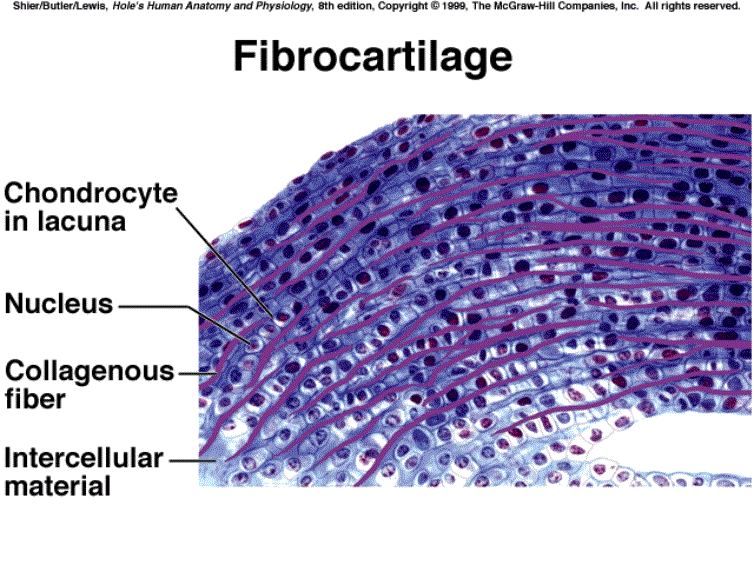 Shier/Butler/Lewis, Hole's Human Anatomy and Physiology, 8th edition, Copyright © 1999, The McGraw-Hill Companies, Inc. All rights reserved.
Fibrocartilage
Chondrocyte
in lacuna
Nucleus
Collagenous
fiber
Intercellular
material